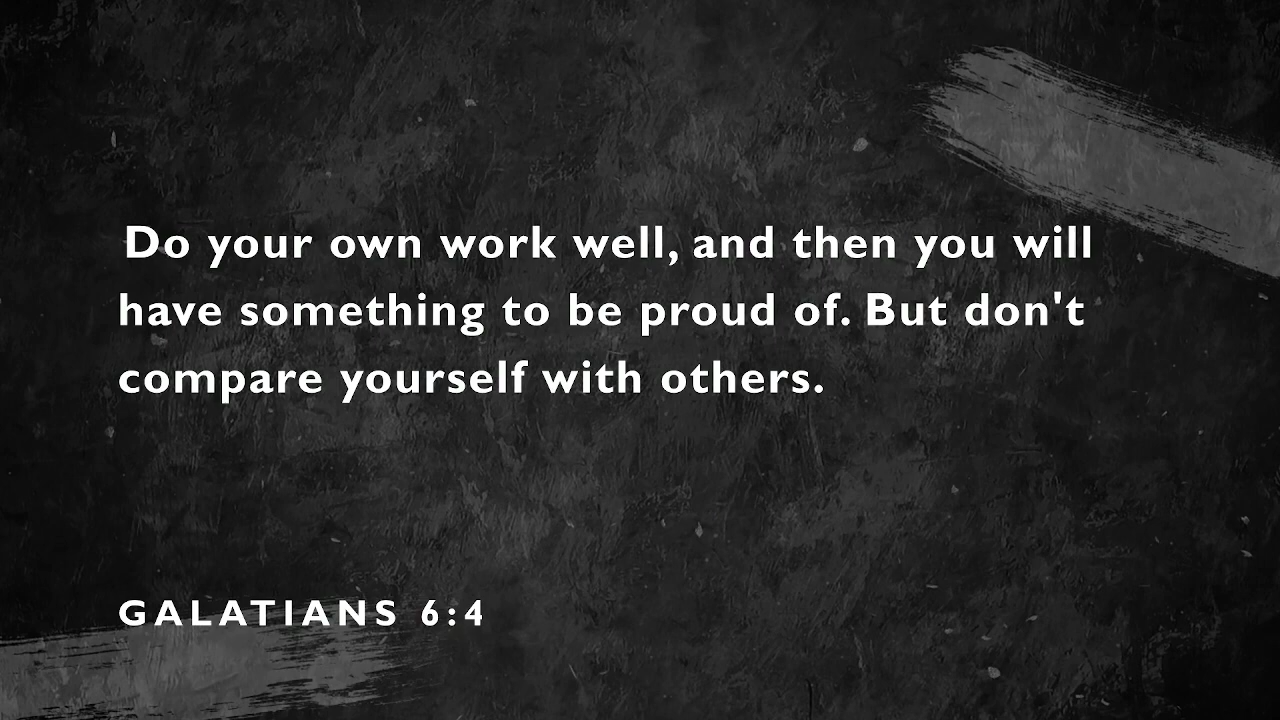 Do your own work well, and then you will
have something to be proud of. But don't
compare yourself with others.
GALATIANS 6:4